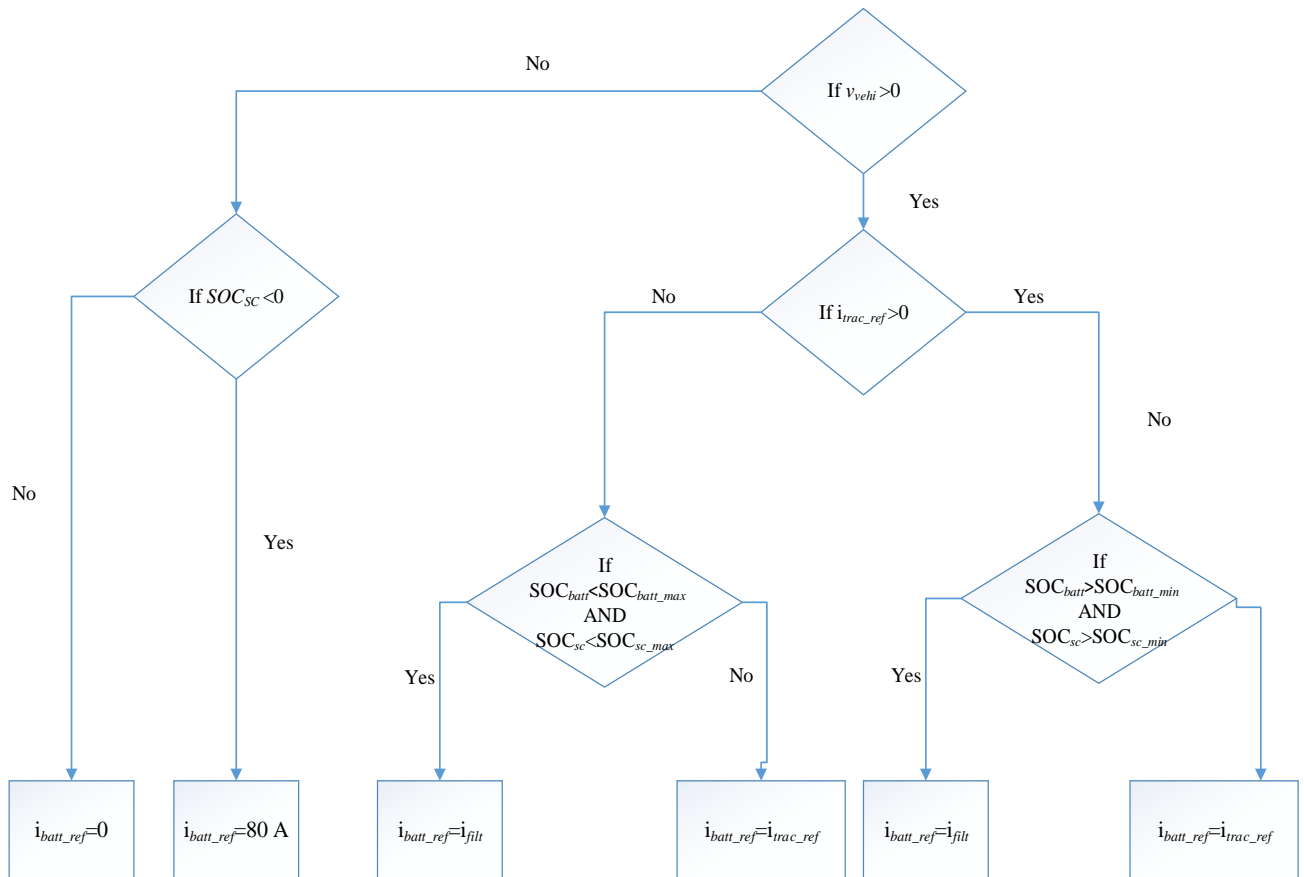 No
If v_vehi >0
Yes
If SOC_SC <0
No
If i_trac_ref >0
Yes
No
No
Yes
If
SOC_batt<SOC_batt_max
AND
SOC_sc<SOC_sc_max
If
SOC_batt>SOC_batt_min
AND
SOC_sc>SOC_sc_min
Yes
No
Yes
i_batt_ref=0
i_batt_ref=80 A
i_batt_ref=i_filt
i_batt_ref=i_trac_ref
i_batt_ref=i_filt
i_batt_ref=i_trac_ref